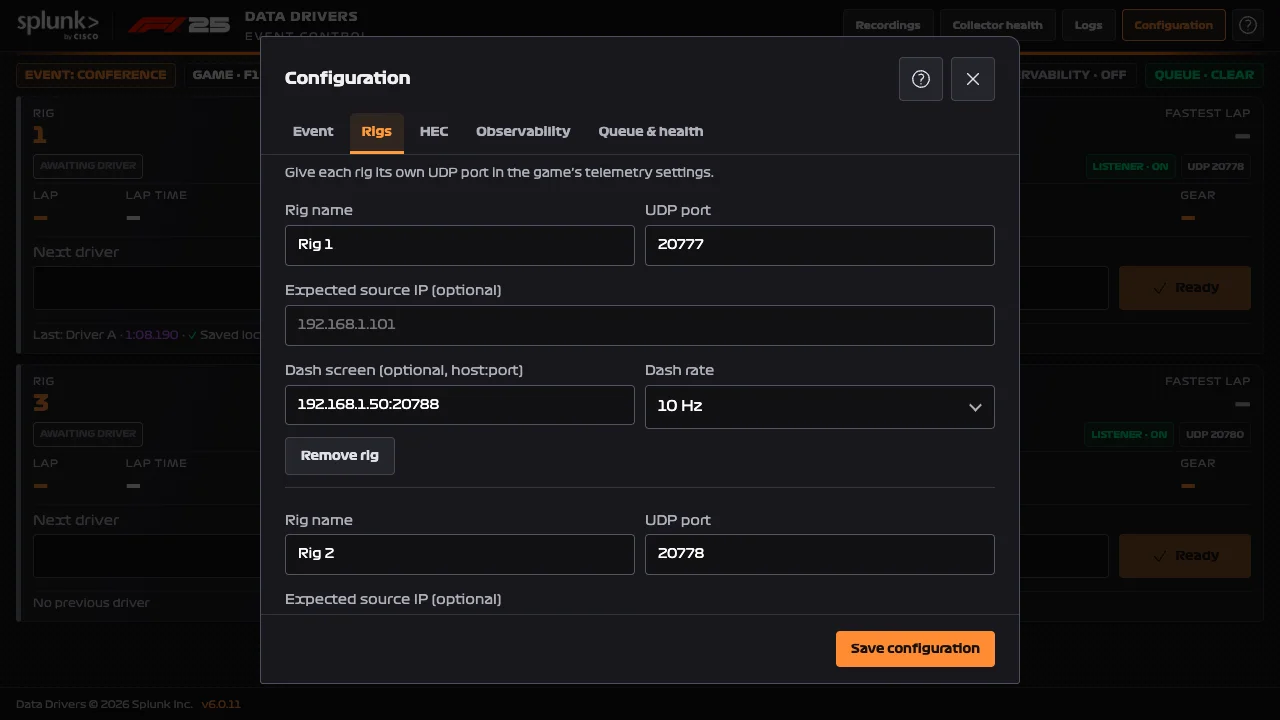 splunk>
by CISCO
F1 25
DATA DRIVERS
EVENT CONTROL
Recordings
Collector health
Logs
Configuration
EVENT: CONFERENCE
GAME · F1
RVABILITY · OFF
QUEUE · CLEAR
RIG
1
AWAITING DRIVER
FASTEST LAP
LISTENER · ON
UDP 20778
LAP
LAP TIME
GEAR
Next driver
Ready
Last: Driver A · 1:08.190 · ✓ Saved loc
RIG
3
AWAITING DRIVER
FASTEST LAP
LISTENER · ON
UDP 20780
LAP
LAP TIME
GEAR
Next driver
Ready
No previous driver
Configuration
Event
Rigs
HEC
Observability
Queue & health
Give each rig its own UDP port in the game's telemetry settings.
Rig name
UDP port
Rig 1
20777
Expected source IP (optional)
192.168.1.101
Dash screen (optional, host:port)
Dash rate
192.168.1.50:20788
10 Hz
Remove rig
Rig name
UDP port
Rig 2
20778
Expected source IP (optional)
Save configuration
Data Drivers © 2026 Splunk Inc. v6.0.11